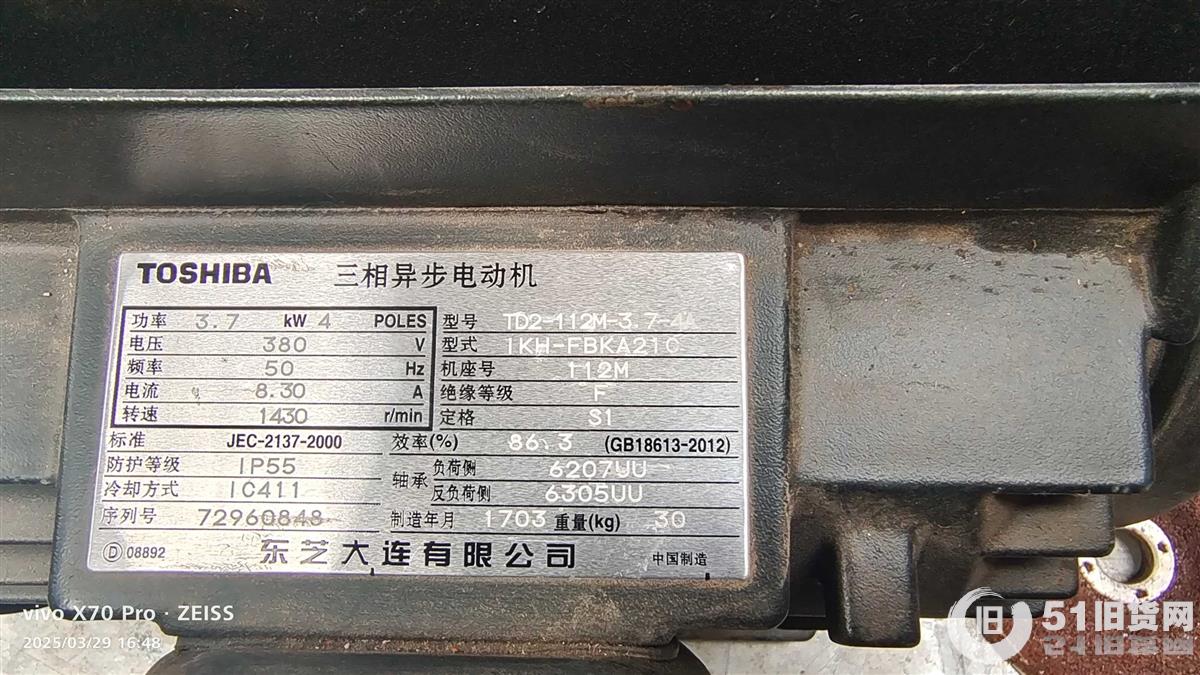 TOSHIBA 三相异步电动机
功率 3.7 kW 4 POLES 型号 TD2-112M-3.7-4A
电压 380 V 型式 1KH-FBKA21C
频率 50 Hz 机座号 112M
电流 8.30 A 绝缘等级 F
转速 1430 r/min 定格 S1
标准 JEC-2137-2000 效率(%) 86.3 (GB18613-2012)
防护等级 IP55 轴承 负荷侧 6207UU
冷却方式 IC411 反负荷侧 6305UU
序列号 72960848 制造年月 1703 重量(kg) 30
D 08892 东芝大连有限公司 中国制造
vivo X70 Pro · ZEISS
2025/03/29 16:48
旧 51旧货网